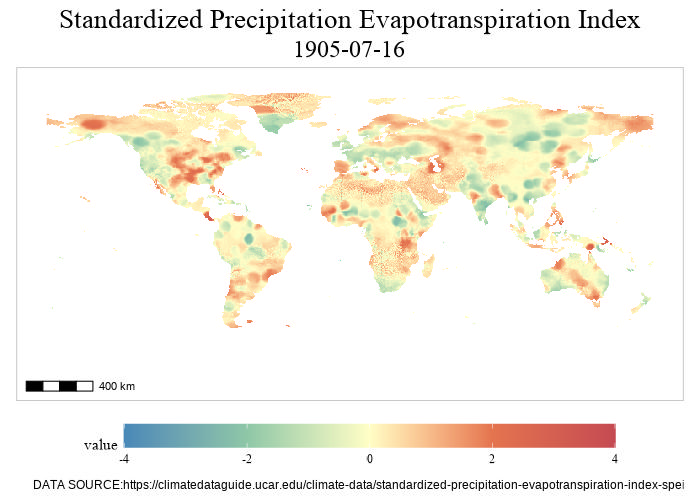 Standardized Precipitation Evapotranspiration Index
1905-07-16
400 km
value
-4 -2 0 2 4
DATA SOURCE:https://climatedataguide.ucar.edu/climate-data/standardized-precipitation-evapotranspiration-index-spei